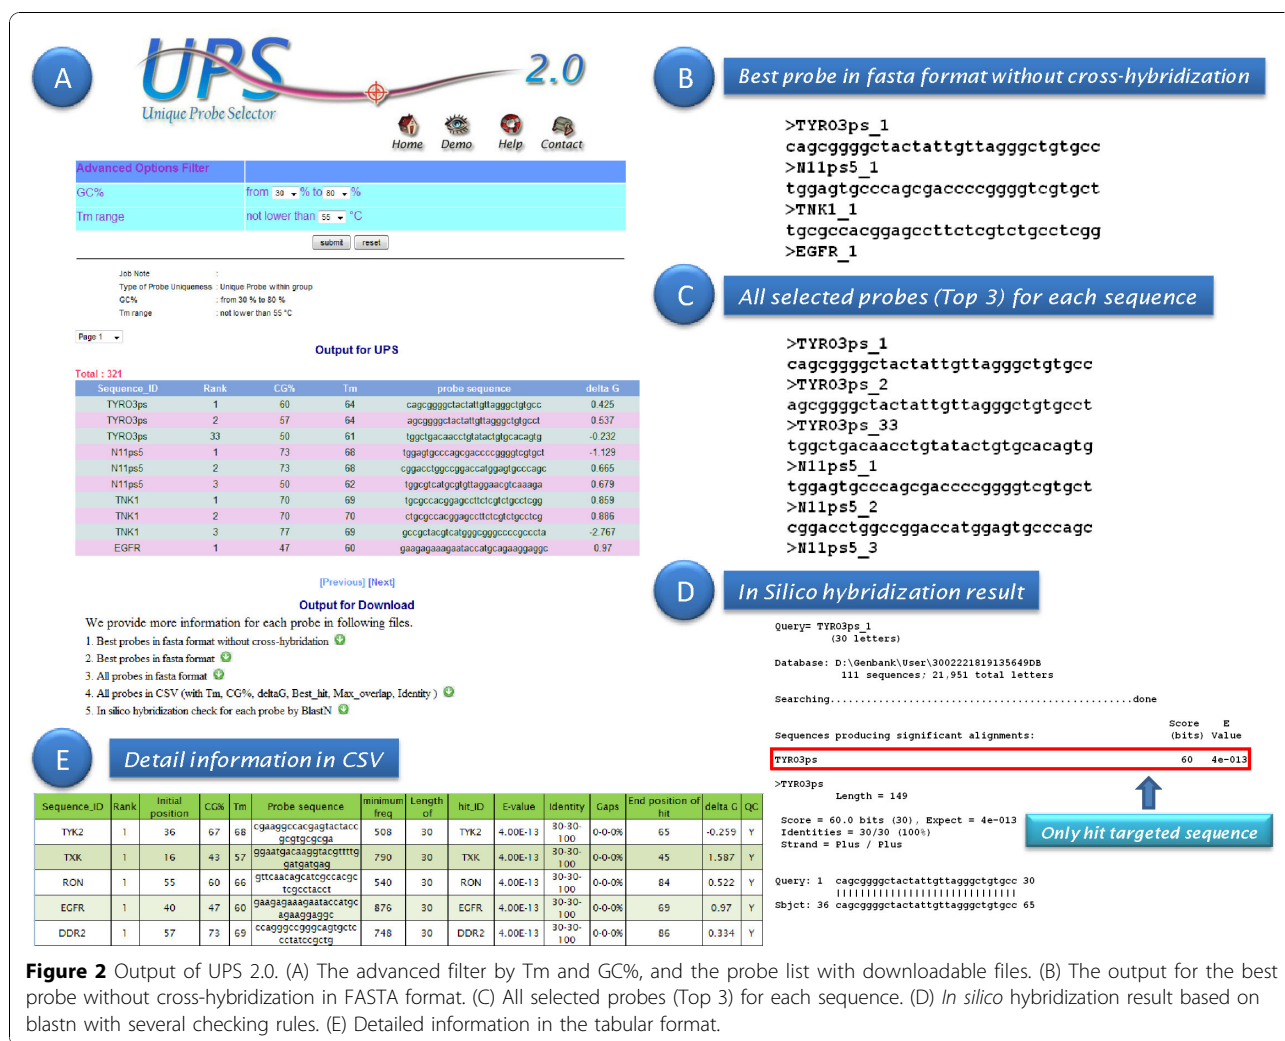 A
UPS 2.0
Unique Probe Selector
Home Demo Help Contact
Advanced Options Filter
GC% from 30 % to 80 %
Tm range not lower than 55 °C
submit reset
Job Note :
Type of Probe Uniqueness : Unique Probe within group
GC% : from 30 % to 80 %
Tm range : not lower than 55 °C
Page 1
Output for UPS
Total : 321
Sequence_ID Rank CG% Tm probe sequence delta G
TYRO3ps 1 60 64 cagcggggctactattgttagggctgtgcc 0.425
TYRO3ps 2 57 64 agcggggctactattgttagggctgtgcct 0.537
TYRO3ps 33 50 61 tggctgacaacctgtatactgtgcacagtg -0.232
N11ps5 1 73 68 tggagtgcccagcgaccccggggtcgtgct -1.129
N11ps5 2 73 68 cggacctggccggaccatggagtgcccagc 0.665
N11ps5 3 50 62 tggcgtcatgcgtgttaggaacgtcaaaga 0.679
TNK1 1 70 69 tgcgccacggagccttctcgtctgcctcgg 0.859
TNK1 2 70 70 ctgcgccacggagccttctcgtctgcctcg 0.886
TNK1 3 77 69 gccgctacgtcatgggcgggccccgcccta -2.767
EGFR 1 47 60 gaagagaaagaataccatgcagaaggaggc 0.97
[Previous] [Next]
Output for Download
We provide more information for each probe in following files.
1. Best probes in fasta format without cross-hybridation
2. Best probes in fasta format
3. All probes in fasta format
4. All probes in CSV (with Tm, CG%, deltaG, Best_hit, Max_overlap, Identity )
5. In silico hybridization check for each probe by BlastN
B
Best probe in fasta format without cross-hybridization
>TYRO3ps_1
cagcggggctactattgttagggctgtgcc
>N11ps5_1
tggagtgcccagcgaccccggggtcgtgct
>TNK1_1
tgcgccacggagccttctcgtctgcctcgg
>EGFR_1
C
All selected probes (Top 3) for each sequence
>TYRO3ps_1
cagcggggctactattgttagggctgtgcc
>TYRO3ps_2
agcggggctactattgttagggctgtgcct
>TYRO3ps_33
tggctgacaacctgtatactgtgcacagtg
>N11ps5_1
tggagtgcccagcgaccccggggtcgtgct
>N11ps5_2
cggacctggccggaccatggagtgcccagc
>N11ps5_3
D
In Silico hybridization result
Query= TYRO3ps_1
(30 letters)
Database: D:\Genbank\User\3002221819135649DB
111 sequences; 21,951 total letters
Searching..................................................done
Score E
Sequences producing significant alignments: (bits) Value
TYRO3ps 60 4e-013
>TYRO3ps
Length = 149
Score = 60.0 bits (30), Expect = 4e-013
Identities = 30/30 (100%)
Strand = Plus / Plus
Only hit targeted sequence
Query: 1 cagcggggctactattgttagggctgtgcc 30
||||||||||||||||||||||||||||||
Sbjct: 36 cagcggggctactattgttagggctgtgcc 65
E
Detail information in CSV
Sequence_ID Rank Initial position CG% Tm Probe sequence minimum freq Length of hit_ID E-value Identity Gaps End position of hit delta G QC
TYK2 1 36 67 68 cgaaggccacgagtactacc gcgtgcgcga 508 30 TYK2 4.00E-13 30-30-100 0-0-0% 65 -0.259 Y
TXK 1 16 43 57 ggaatgacaaggtacgttttg gatgatgag 790 30 TXK 4.00E-13 30-30-100 0-0-0% 45 1.587 Y
RON 1 55 60 66 gttcaacagcatcgccacgc tcgcctacct 540 30 RON 4.00E-13 30-30-100 0-0-0% 84 0.522 Y
EGFR 1 40 47 60 gaagagaaagaataccatgc agaaggaggc 876 30 EGFR 4.00E-13 30-30-100 0-0-0% 69 0.97 Y
DDR2 1 57 73 69 ccagggccgggcagtgctc cctatccgctg 748 30 DDR2 4.00E-13 30-30-100 0-0-0% 86 0.334 Y
Figure 2 Output of UPS 2.0. (A) The advanced filter by Tm and GC%, and the probe list with downloadable files. (B) The output for the best
probe without cross-hybridization in FASTA format. (C) All selected probes (Top 3) for each sequence. (D) In silico hybridization result based on
blastn with several checking rules. (E) Detailed information in the tabular format.